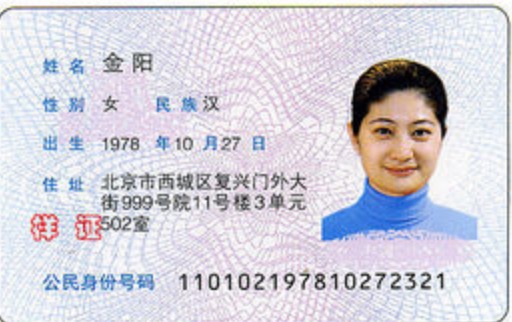 姓名 金阳
性别 女 民族 汉
出生 1978 年 10 月 27 日
住址 北京市西城区复兴门外大
街999号院11号楼3单元
502室
样证
公民身份号码 110102197810272321